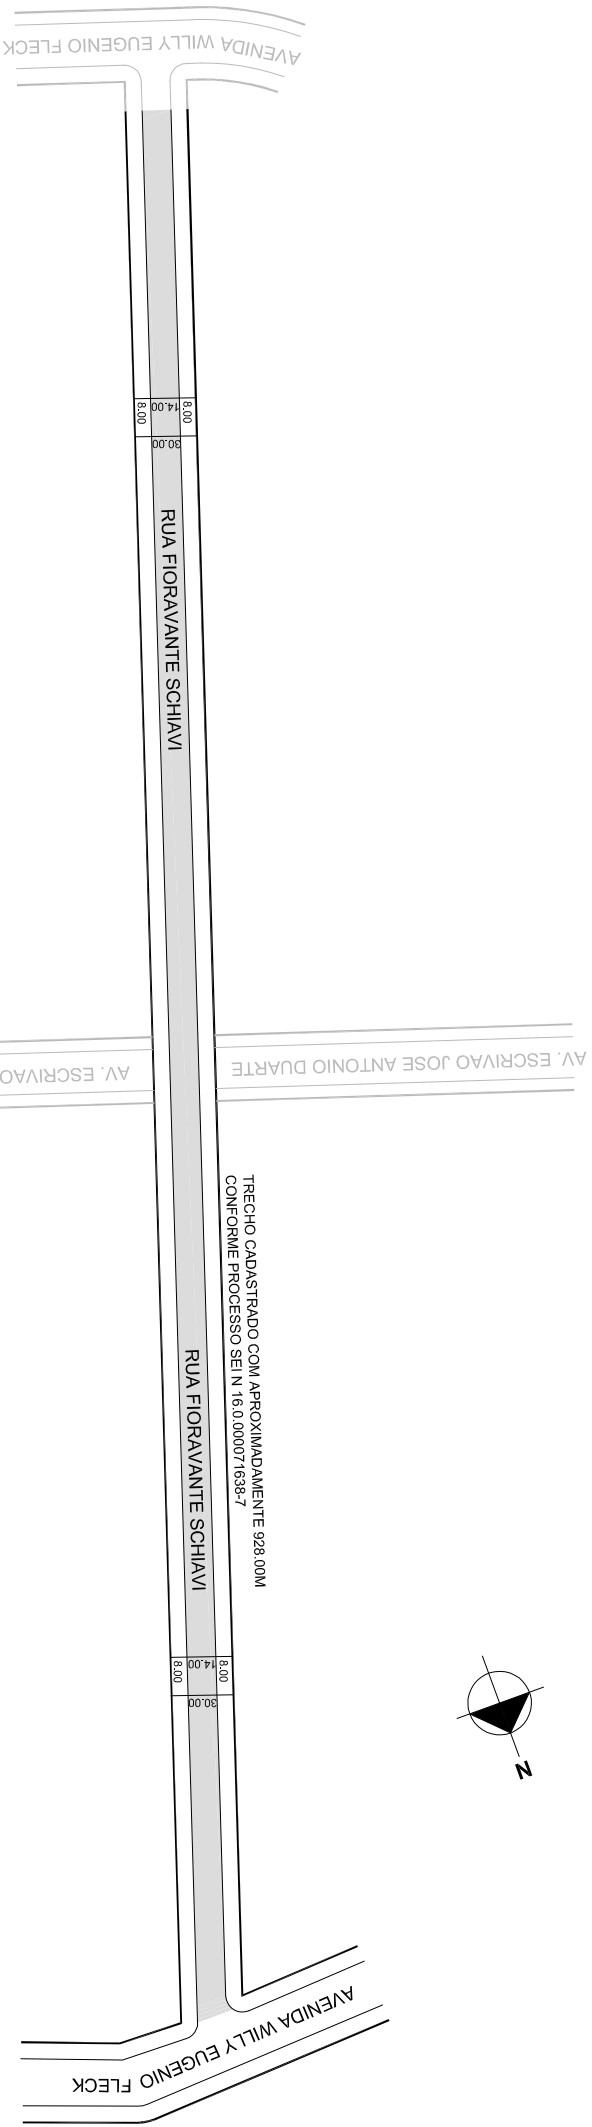 AVENIDA WILLY EUGENIO FLECK
8.00
14.00
8.00
30.00
RUA FIORAVANTE SCHIAVI
AV. ESCRIVAO
AV. ESCRIVAO JOSE ANTONIO DUARTE
TRECHO CADASTRADO COM APROXIMADAMENTE 928.00M
CONFORME PROCESSO SEI N 16.0.000071638-7
RUA FIORAVANTE SCHIAVI
8.00
14.00
8.00
30.00
N
AVENIDA WILLY EUGENIO FLECK